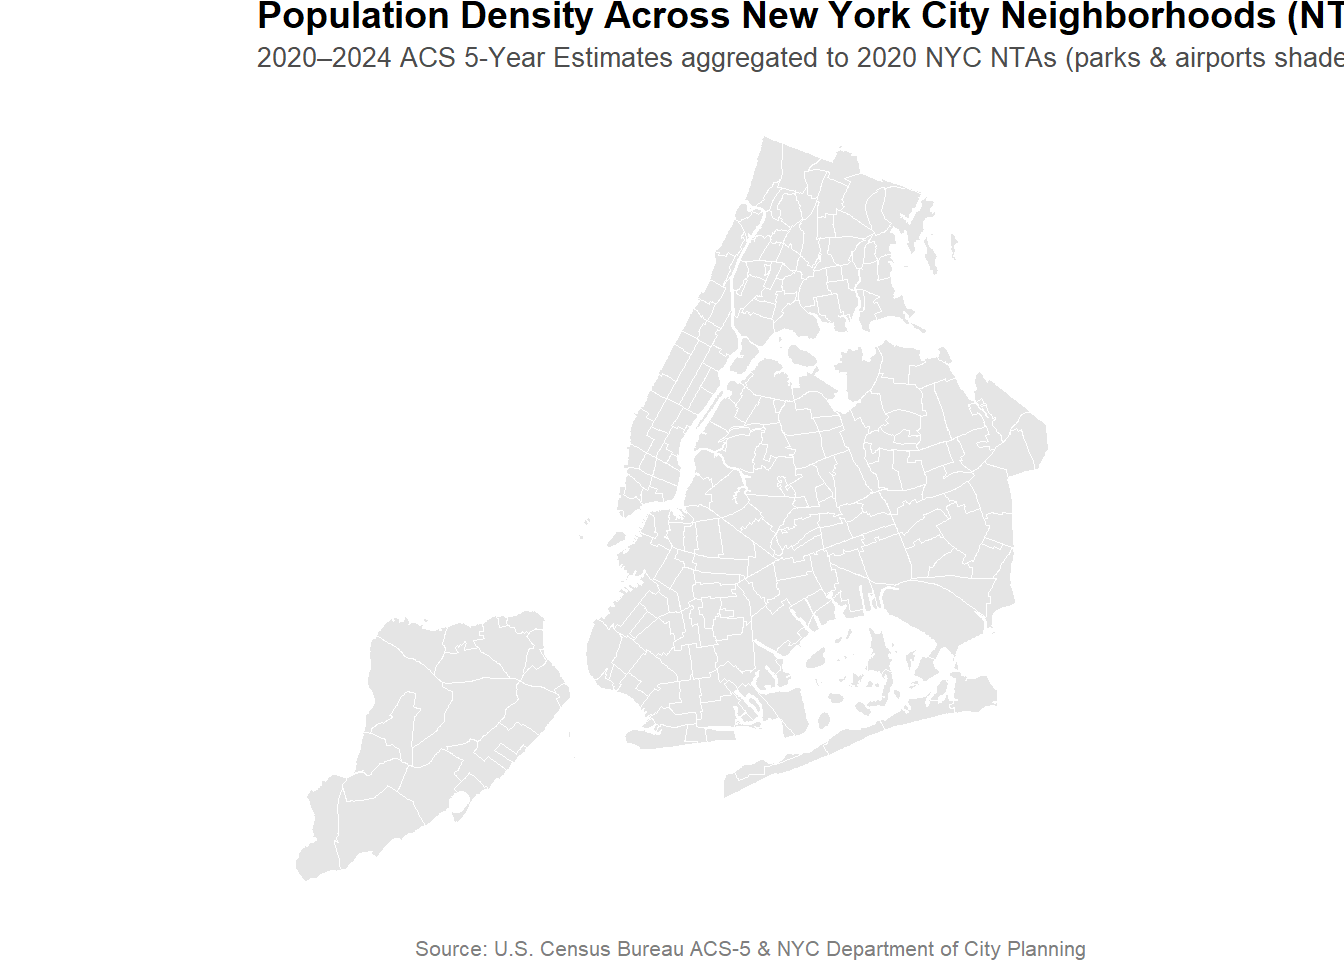 Population Density Across New York City Neighborhoods (NT
2020–2024 ACS 5-Year Estimates aggregated to 2020 NYC NTAs (parks & airports shade
Source: U.S. Census Bureau ACS-5 & NYC Department of City Planning